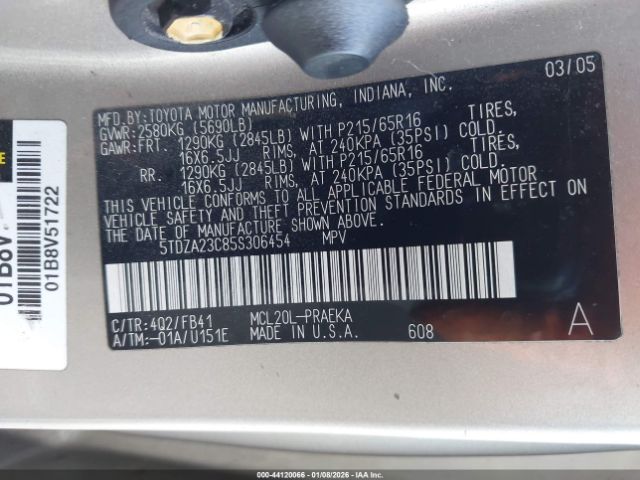 03/05
MFD.BY:TOYOTA MOTOR MANUFACTURING, INDIANA, INC.
GVWR:2580KG (5690LB)
GAWR:FRT. 1290KG (2845LB) WITH P215/65R16 TIRES,
16X6.5JJ RIMS, AT 240KPA (35PSI) COLD.
RR. 1290KG (2845LB) WITH P215/65R16 TIRES,
16X6.5JJ RIMS, AT 240KPA (35PSI) COLD.
THIS VEHICLE CONFORMS TO ALL APPLICABLE FEDERAL MOTOR
VEHICLE SAFETY AND THEFT PREVENTION STANDARDS IN EFFECT ON
THE DATE OF MANUFACTURE SHOWN ABOVE.
5TDZA23C85S306454 MPV
C/TR:4Q2/FB41 MCL20L-PRAEKA
A/TM:-01A/U151E MADE IN U.S.A. 608 A
01B8V
01B8V51722
000-44120066 - 01/08/2026 - IAAI - Copart